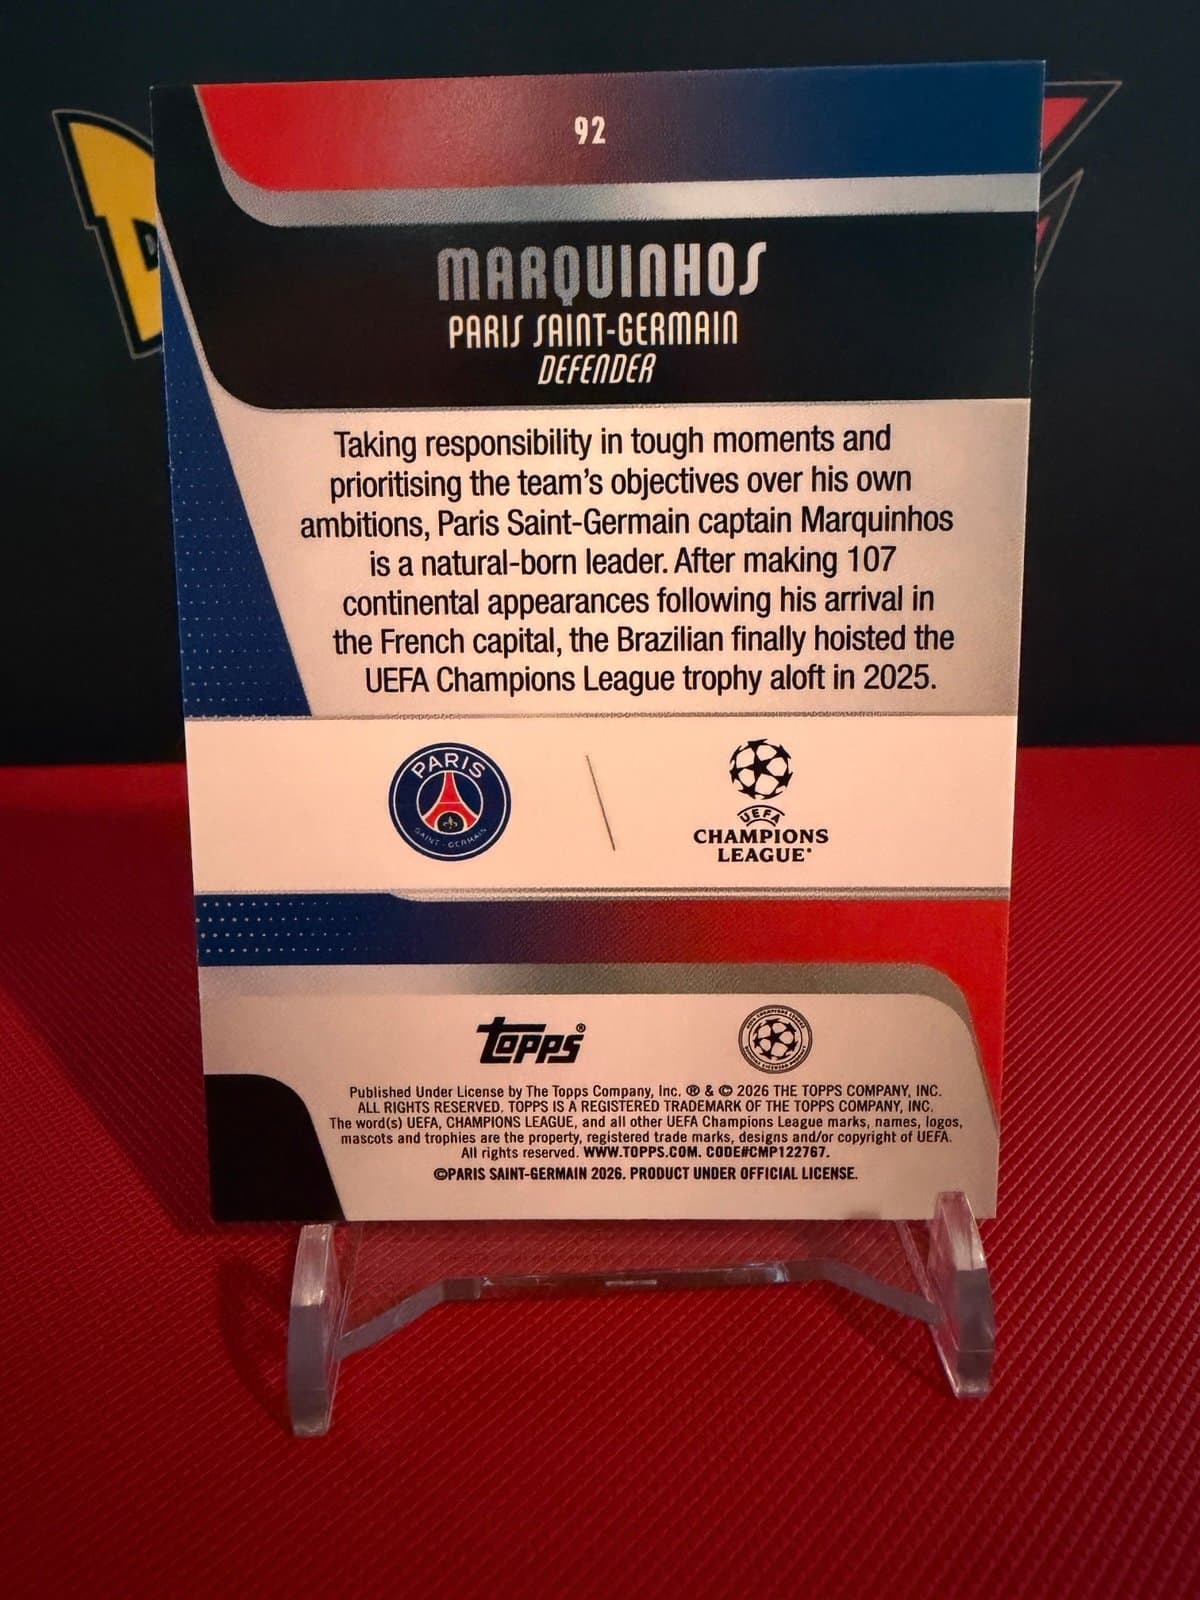 92
MARQUINHOS
PARIS SAINT-GERMAIN
DEFENDER
Taking responsibility in tough moments and
prioritising the team's objectives over his own
ambitions, Paris Saint-Germain captain Marquinhos
is a natural-born leader. After making 107
continental appearances following his arrival in
the French capital, the Brazilian finally hoisted the
UEFA Champions League trophy aloft in 2025.
PARIS
SAINT-GERMAIN
UEFA
CHAMPIONS
LEAGUE®
Topps®
Published Under License by The Topps Company, Inc. ® & © 2026 THE TOPPS COMPANY, INC.
ALL RIGHTS RESERVED. TOPPS IS A REGISTERED TRADEMARK OF THE TOPPS COMPANY, INC.
The word(s) UEFA, CHAMPIONS LEAGUE, and all other UEFA Champions League marks, names, logos,
mascots and trophies are the property, registered trade marks, designs and/or copyright of UEFA.
All rights reserved. WWW.TOPPS.COM. CODE#CMP122767.
©PARIS SAINT-GERMAIN 2026. PRODUCT UNDER OFFICIAL LICENSE.